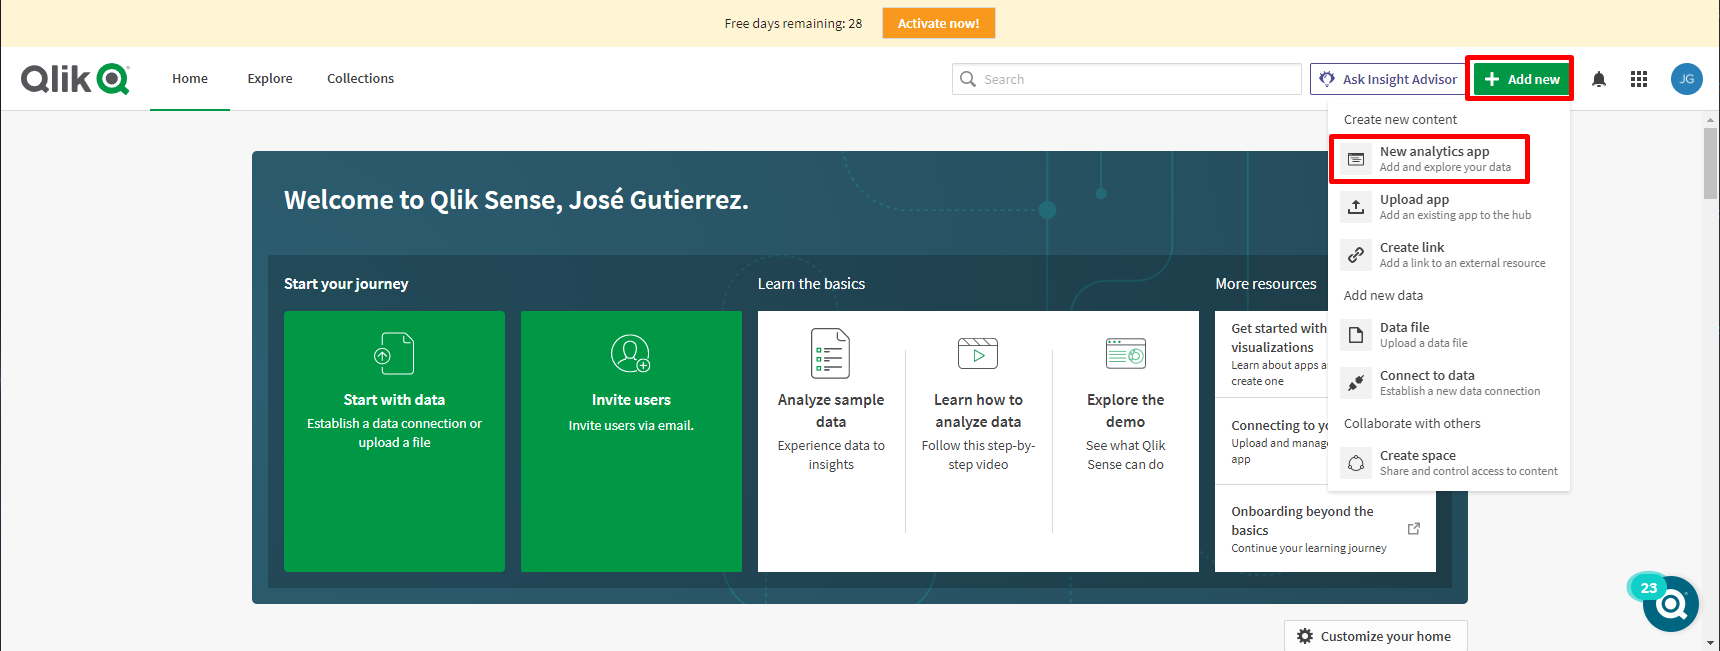 Free days remaining: 28
Activate now!
Qlik
Home
Explore
Collections
Search
Ask Insight Advisor
Add new
JG
Create new content
New analytics app
Add and explore your data
Upload app
Add an existing app to the hub
Create link
Add a link to an external resource
Add new data
Data file
Upload a data file
Connect to data
Establish a new data connection
Collaborate with others
Create space
Share and control access to content
Welcome to Qlik Sense, José Gutierrez.
Start your journey
Start with data
Establish a data connection or
upload a file
Invite users
Invite users via email.
Learn the basics
Analyze sample
data
Experience data to
insights
Learn how to
analyze data
Follow this step-by-
step video
Explore the
demo
See what Qlik
Sense can do
More resources
Get started with
visualizations
Learn about apps a
create one
Connecting to yo
Upload and manag
app
Onboarding beyond the
basics
Continue your learning journey
23
Customize your home